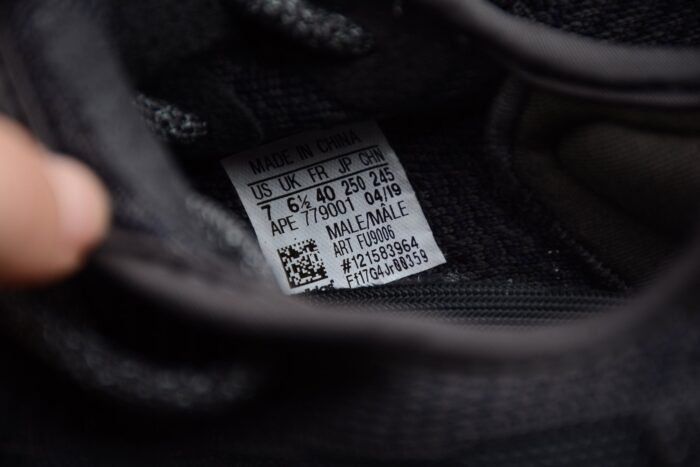 MADE IN CHINA
US UK FR JP CHN
7 6½ 40 250 245
APE 779001 04/19
MALE/MÂLE
ART FU9006
#121583964